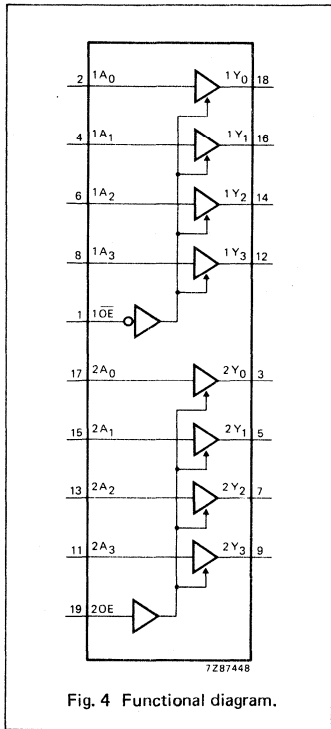 2 1A0 1Y0 18
4 1A1 1Y1 16
6 1A2 1Y2 14
8 1A3 1Y3 12
1 1O̅E̅
17 2A0 2Y0 3
15 2A1 2Y1 5
13 2A2 2Y2 7
11 2A3 2Y3 9
19 2OE
7Z87448
Fig. 4 Functional diagram.